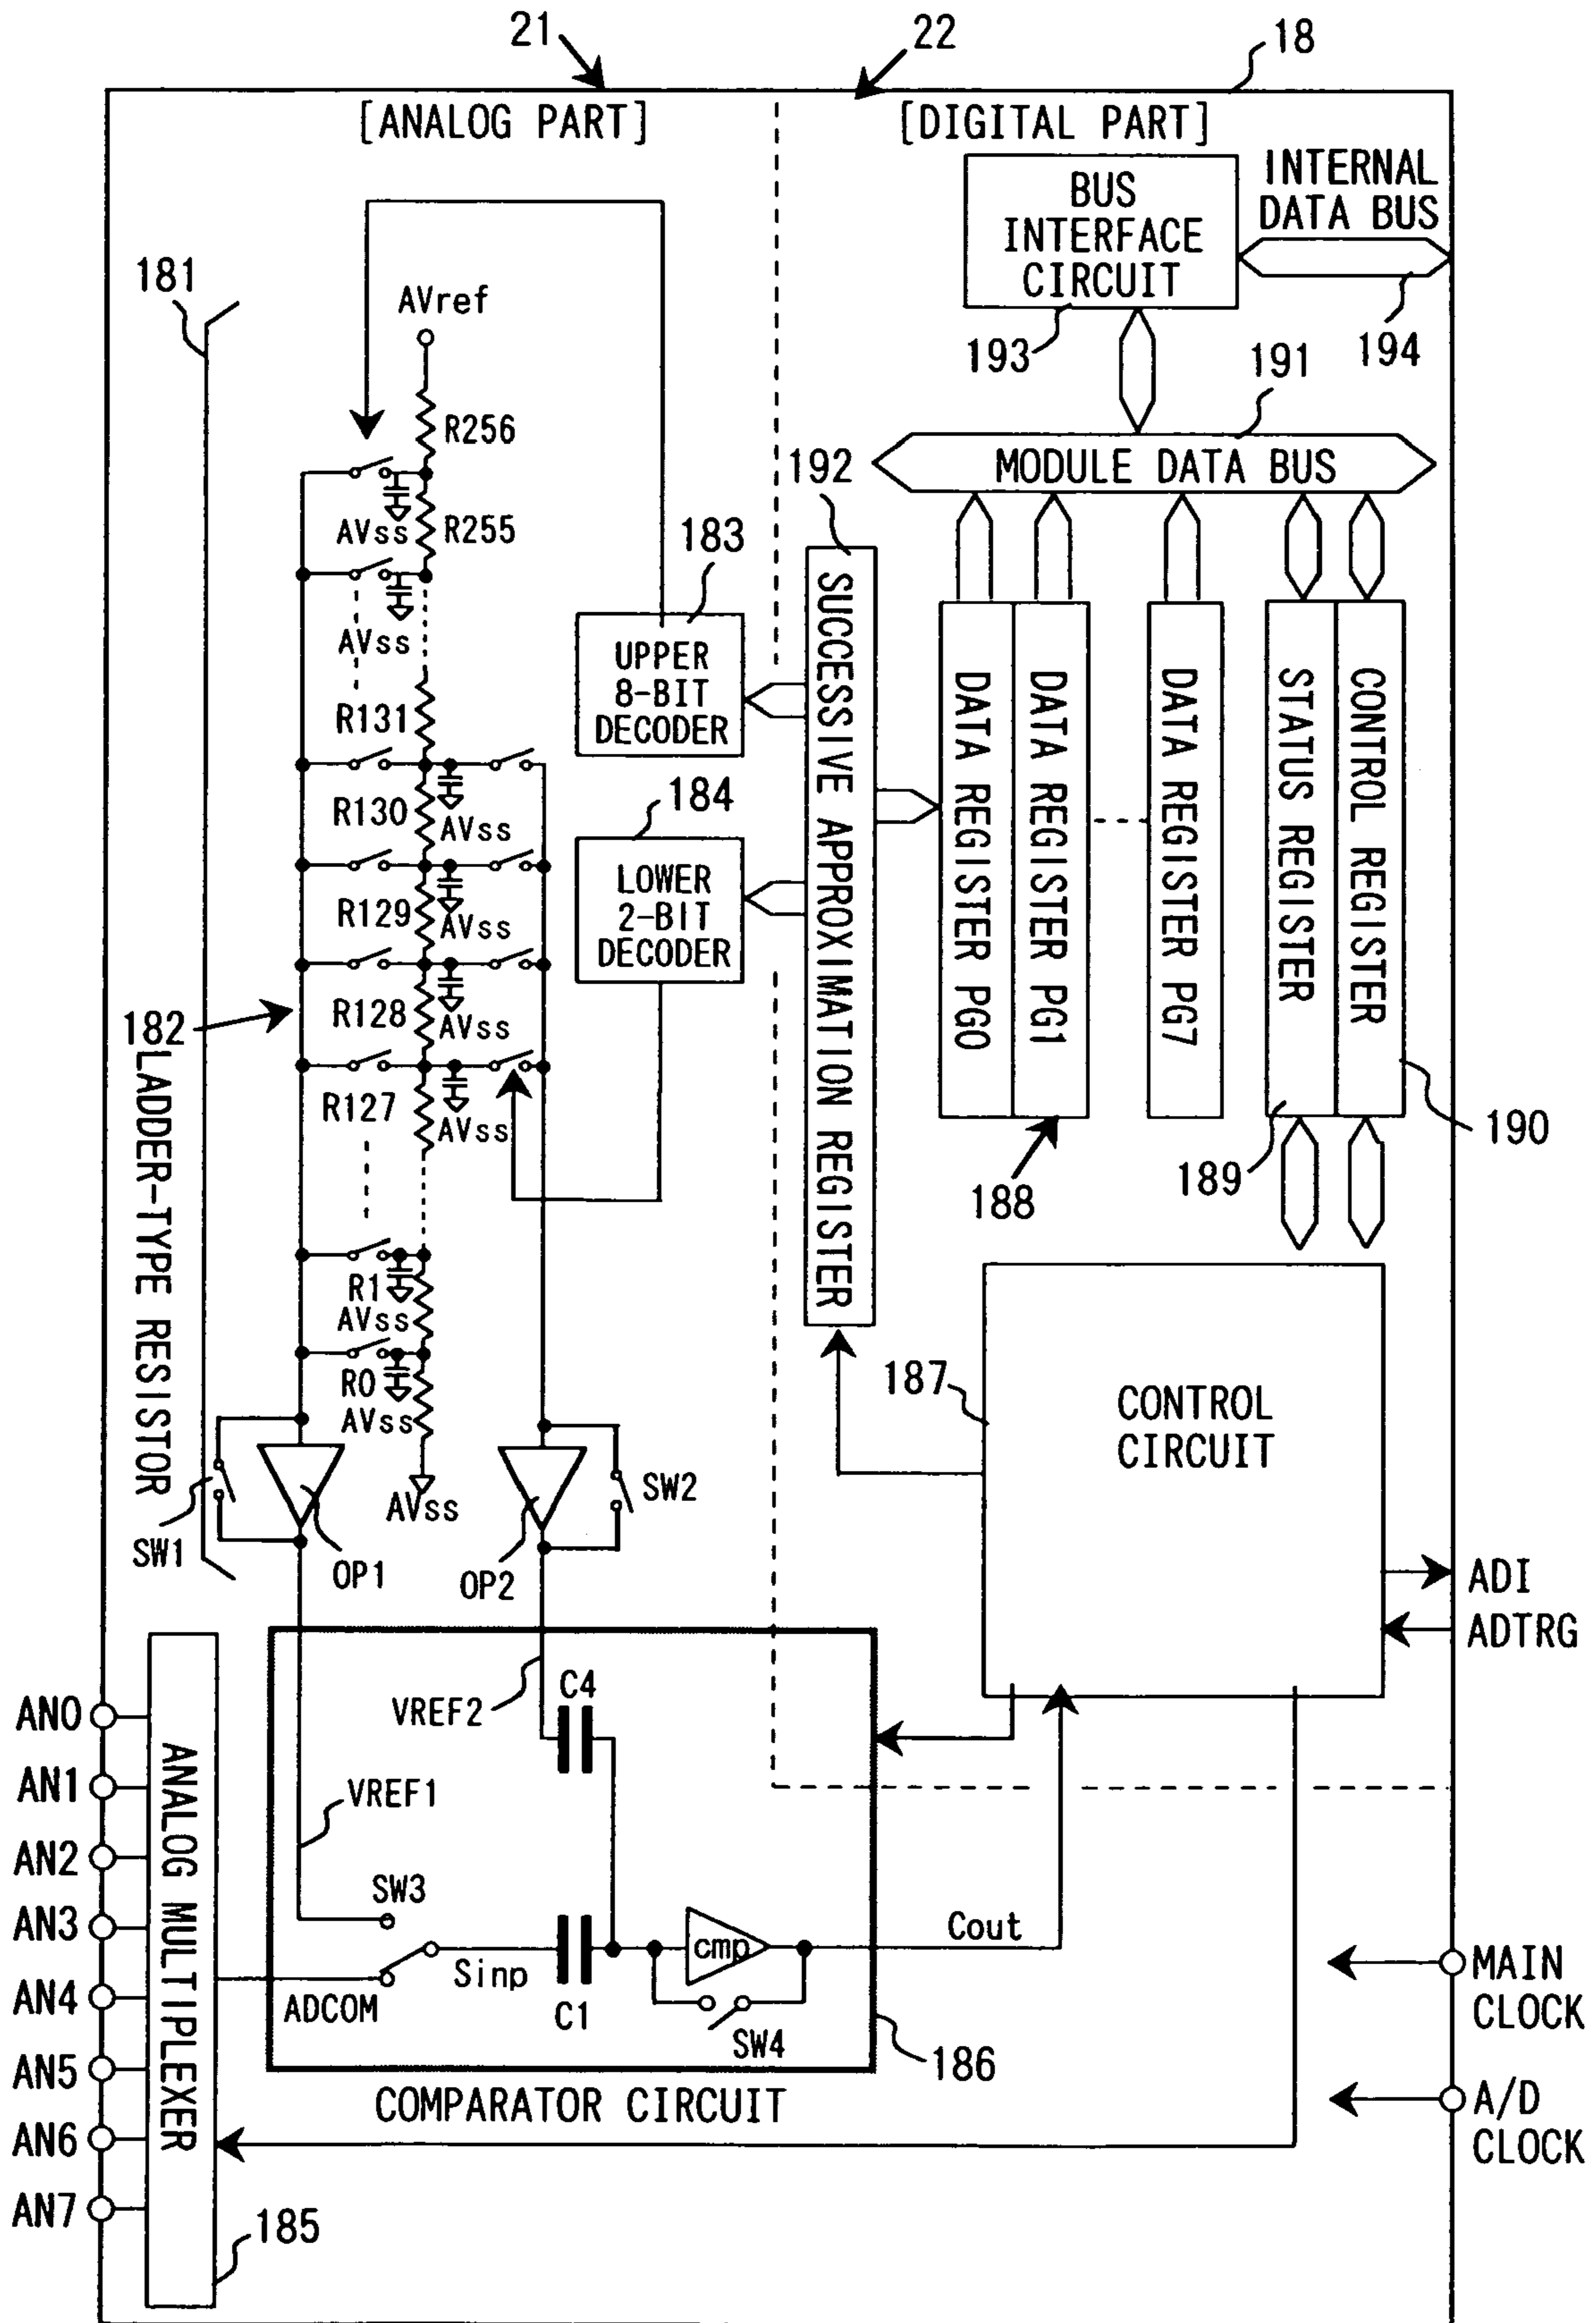 21
22
18
[ANALOG PART]
[DIGITAL PART]
BUS
INTERFACE
CIRCUIT
INTERNAL
DATA BUS
181
AVref
193
194
191
R256
MODULE DATA BUS
192
AVss
R255
183
AVss
UPPER
8-BIT
DECODER
R131
SUCCESSIVE APPROXIMATION REGISTER
DATA REGISTER PG0
DATA REGISTER PG1
DATA REGISTER PG7
STATUS REGISTER
CONTROL REGISTER
184
R130
AVss
LOWER
2-BIT
DECODER
R129
AVss
182
R128
AVss
LADDER-TYPE RESISTOR
R127
AVss
188
189
190
R1
AVss
R0
AVss
187
CONTROL
CIRCUIT
SW1
OP1
AVss
OP2
SW2
ADI
ADTRG
AN0
AN1
AN2
AN3
AN4
AN5
AN6
AN7
ANALOG MULTIPLEXER
VREF2
C4
VREF1
SW3
ADCOM
Sinp
C1
cmp
SW4
Cout
MAIN
CLOCK
186
COMPARATOR CIRCUIT
A/D
CLOCK
185